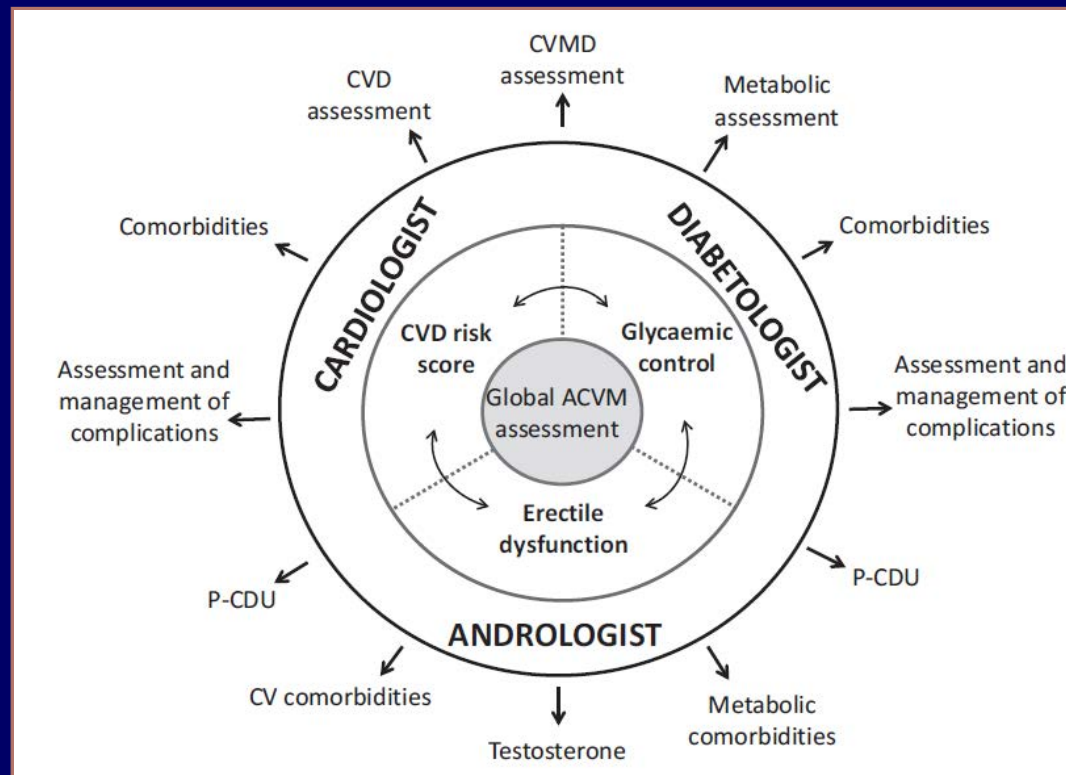 CVMD
assessment
CVD
assessment
Metabolic
assessment
Comorbidities
Comorbidities
CARDIOLOGIST
DIABETOLOGIST
CVD risk
score
Glycaemic
control
Global ACVM
assessment
Assessment and
management of
complications
Assessment and
management of
complications
Erectile
dysfunction
P-CDU
P-CDU
ANDROLOGIST
CV comorbidities
Metabolic
comorbidities
Testosterone